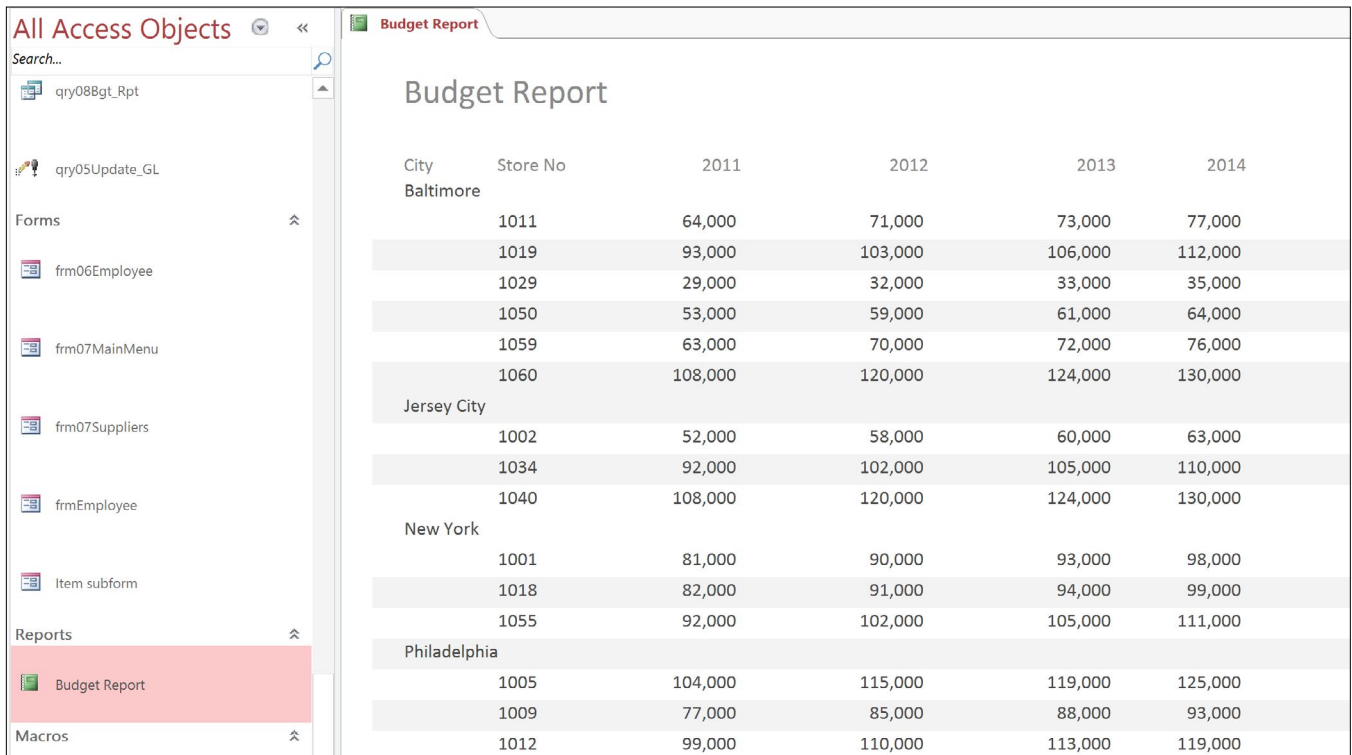 All Access Objects
Search...
qry08Bgt_Rpt
qry05Update_GL
Forms
frm06Employee
frm07MainMenu
frm07Suppliers
frmEmployee
Item subform
Reports
Budget Report
Macros
Budget Report
Budget Report
City Store No 2011 2012 2013 2014
Baltimore
1011 64,000 71,000 73,000 77,000
1019 93,000 103,000 106,000 112,000
1029 29,000 32,000 33,000 35,000
1050 53,000 59,000 61,000 64,000
1059 63,000 70,000 72,000 76,000
1060 108,000 120,000 124,000 130,000
Jersey City
1002 52,000 58,000 60,000 63,000
1034 92,000 102,000 105,000 110,000
1040 108,000 120,000 124,000 130,000
New York
1001 81,000 90,000 93,000 98,000
1018 82,000 91,000 94,000 99,000
1055 92,000 102,000 105,000 111,000
Philadelphia
1005 104,000 115,000 119,000 125,000
1009 77,000 85,000 88,000 93,000
1012 99,000 110,000 113,000 119,000